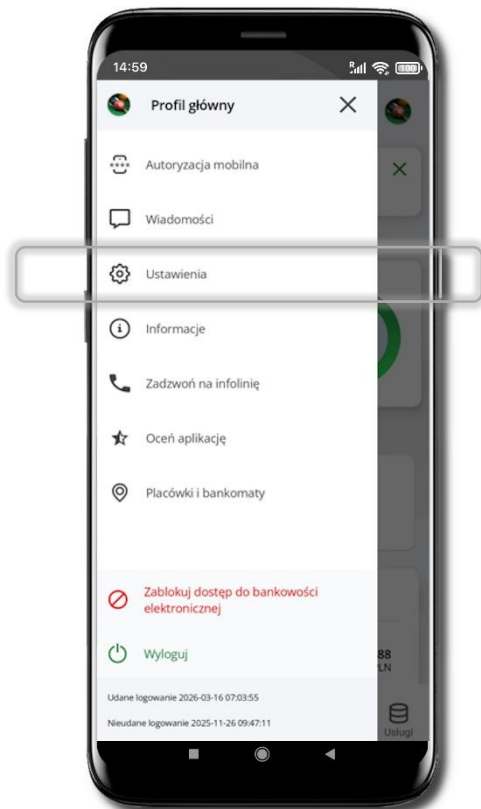 14:59
Profil główny
Autoryzacja mobilna
Wiadomości
Ustawienia
Informacje
Zadzwoń na infolinię
Oceń aplikację
Placówki i bankomaty
Zablokuj dostęp do bankowości
elektronicznej
Wyloguj
88
PLN
Udane logowanie 2026-03-16 07:03:55
Nieudane logowanie 2025-11-26 09:47:11
Usługi